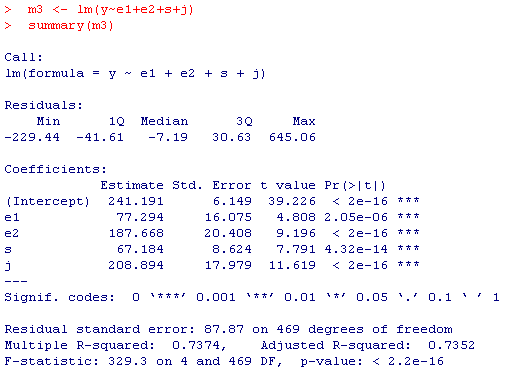 >  m3 <- lm(y~e1+e2+s+j)
>  summary(m3)

Call:
lm(formula = y ~ e1 + e2 + s + j)

Residuals:
    Min      1Q  Median      3Q     Max
-229.44  -41.61   -7.19   30.63  645.06

Coefficients:
            Estimate Std. Error t value Pr(>|t|)
(Intercept)  241.191      6.149  39.226  < 2e-16 ***
e1            77.294     16.075   4.808 2.05e-06 ***
e2           187.668     20.408   9.196  < 2e-16 ***
s             67.184      8.624   7.791 4.32e-14 ***
j            208.894     17.979  11.619  < 2e-16 ***
---
Signif. codes:  0 ‘***’ 0.001 ‘**’ 0.01 ‘*’ 0.05 ‘.’ 0.1 ‘ ’ 1

Residual standard error: 87.87 on 469 degrees of freedom
Multiple R-squared:  0.7374,    Adjusted R-squared:  0.7352
F-statistic: 329.3 on 4 and 469 DF,  p-value: < 2.2e-16